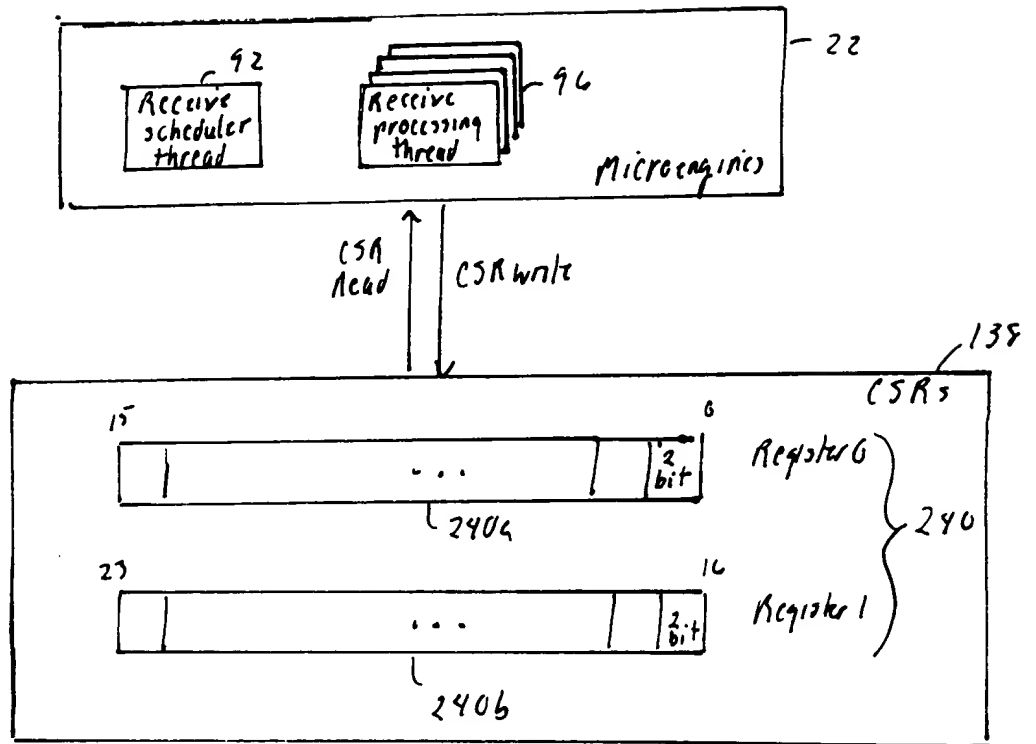 22
92
96
Receive
scheduler
thread
Receive
processing
thread
Microengines
CSR
Read
CSR write
138
CSRs
15
0
2
bit
...
Register 0
240a
240
23
16
2
bit
...
Register 1
240b